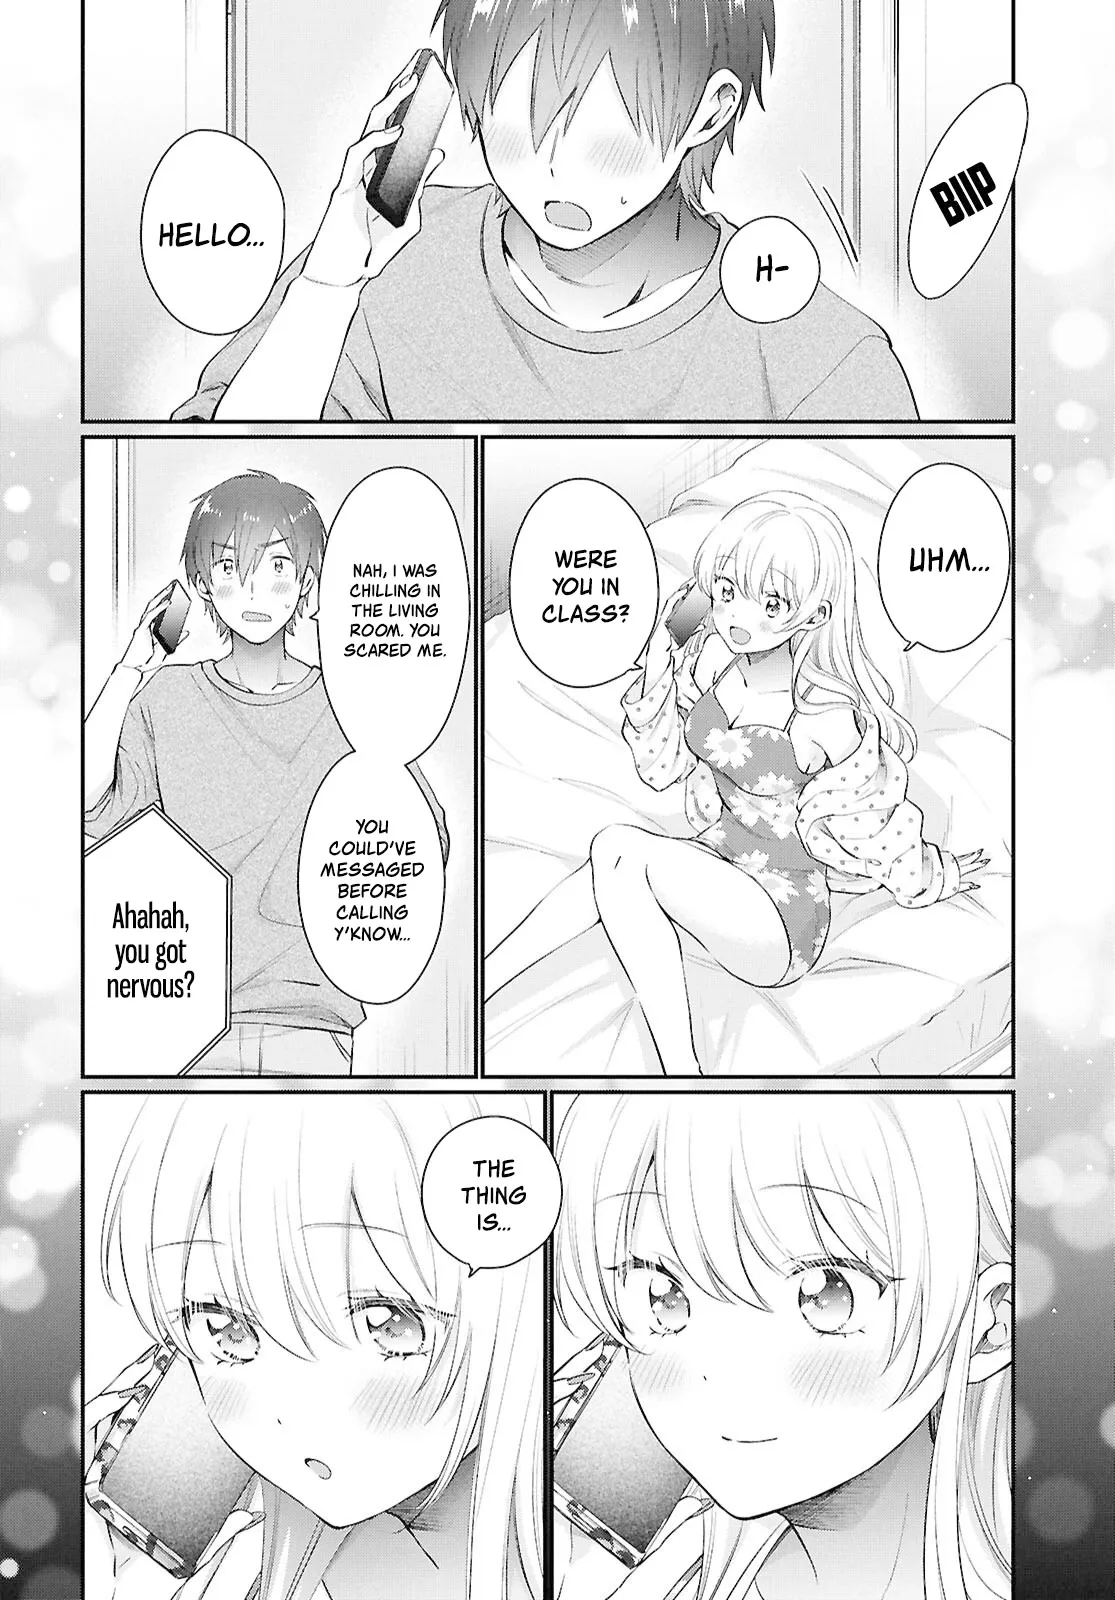 BIIP
H-
HELLO...
UHM...
WERE
YOU IN
CLASS?
NAH, I WAS
CHILLING IN
THE LIVING
ROOM. YOU
SCARED ME.
YOU
COULD'VE
MESSAGED
BEFORE
CALLING
Y'KNOW...
Ahahah,
you got
nervous?
THE
THING
IS...